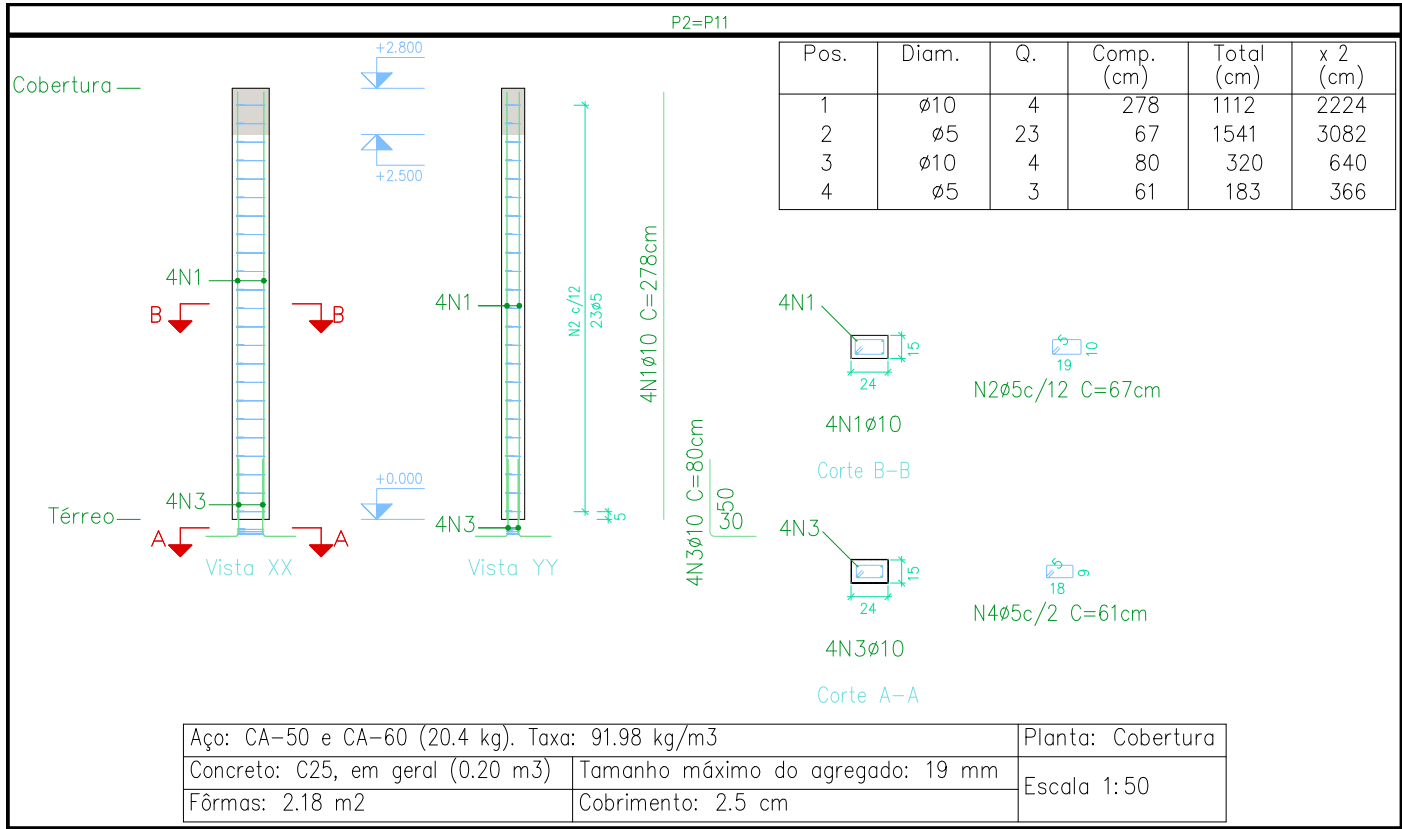 P2=P11
Pos. Diam. Q. Comp. (cm) Total (cm) x 2 (cm)
1 ø10 4 278 1112 2224
2 ø5 23 67 1541 3082
3 ø10 4 80 320 640
4 ø5 3 61 183 366
Cobertura
+2.800
+2.500
4N1
B B
4N1
N2 c/12
23ø5
4N1ø10 C=278cm
+0.000
4N3
Térreo
A A
4N3
5
Vista XX
Vista YY
4N3ø10 C=80cm
50
30
4N1
15
24
4N1ø10
Corte B-B
5
10
19
N2ø5c/12 C=67cm
4N3
15
24
4N3ø10
Corte A-A
5
9
18
N4ø5c/2 C=61cm
Aço: CA-50 e CA-60 (20.4 kg). Taxa: 91.98 kg/m3
Planta: Cobertura
Concreto: C25, em geral (0.20 m3)
Tamanho máximo do agregado: 19 mm
Escala 1:50
Fôrmas: 2.18 m2
Cobrimento: 2.5 cm